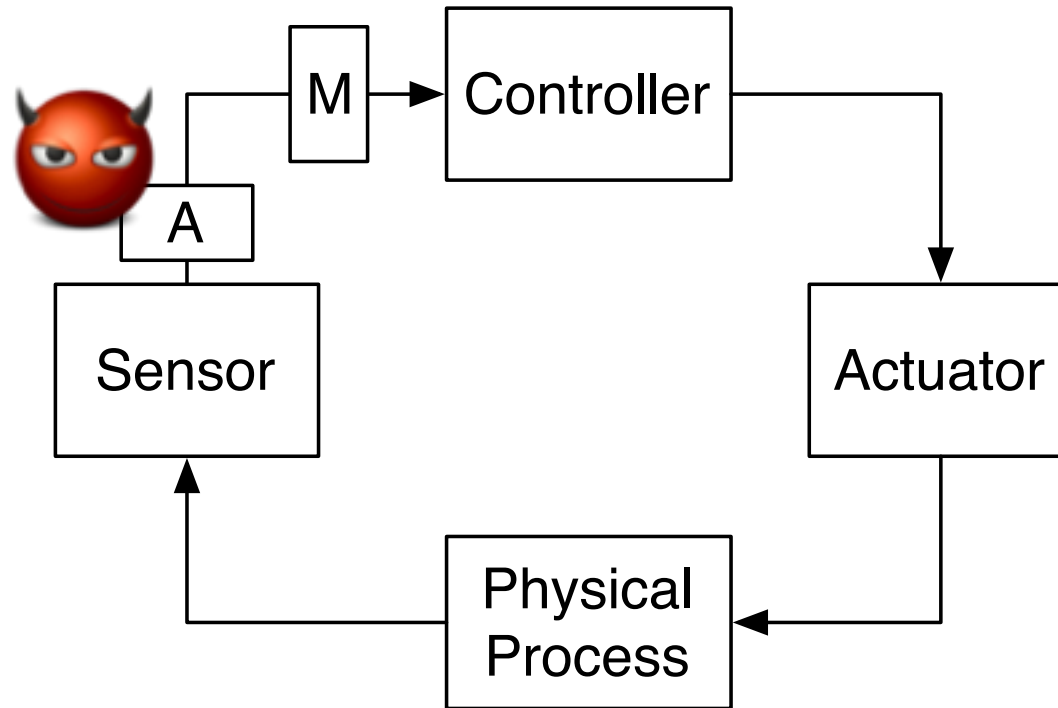 M
Controller
A
Sensor
Actuator
Physical
Process